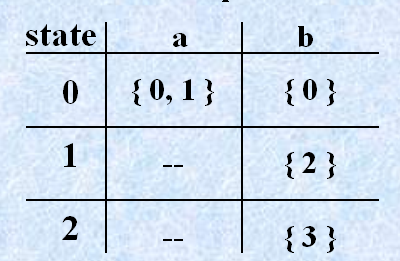 state a b
0 { 0, 1 } { 0 }
1 -- { 2 }
2 -- { 3 }